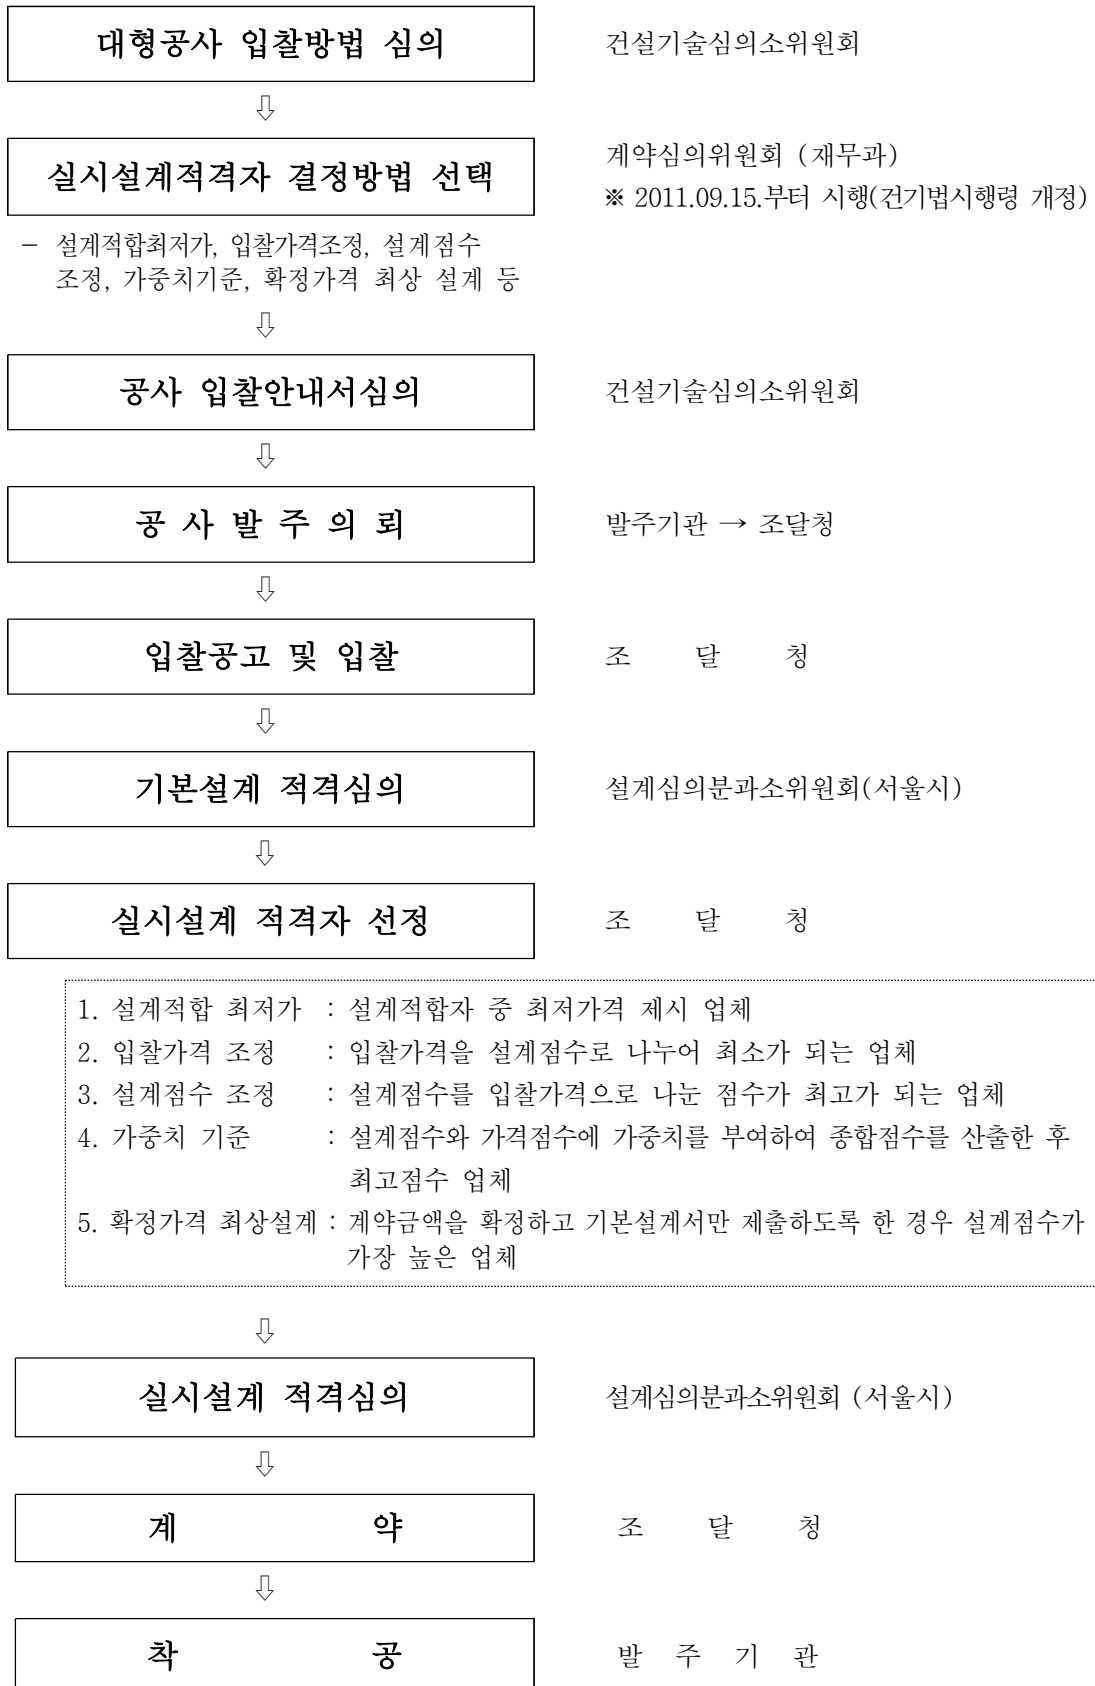 대형공사 입찰방법 심의 건설기술심의소위원회
⇩
실시설계적격자 결정방법 선택 계약심의위원회 (재무과)
※ 2011.09.15.부터 시행(건기법시행령 개정)
- 설계적합최저가, 입찰가격조정, 설계점수
조정, 가중치기준, 확정가격 최상 설계 등
⇩
공사 입찰안내서심의 건설기술심의소위원회
⇩
공 사 발 주 의 뢰 발주기관 → 조달청
⇩
입찰공고 및 입찰 조 달 청
⇩
기본설계 적격심의 설계심의분과소위원회(서울시)
⇩
실시설계 적격자 선정 조 달 청
1. 설계적합 최저가 : 설계적합자 중 최저가격 제시 업체
2. 입찰가격 조정 : 입찰가격을 설계점수로 나누어 최소가 되는 업체
3. 설계점수 조정 : 설계점수를 입찰가격으로 나눈 점수가 최고가 되는 업체
4. 가중치 기준 : 설계점수와 가격점수에 가중치를 부여하여 종합점수를 산출한 후
최고점수 업체
5. 확정가격 최상설계 : 계약금액을 확정하고 기본설계서만 제출하도록 한 경우 설계점수가
가장 높은 업체
⇩
실시설계 적격심의 설계심의분과소위원회 (서울시)
⇩
계 약 조 달 청
⇩
착 공 발 주 기 관